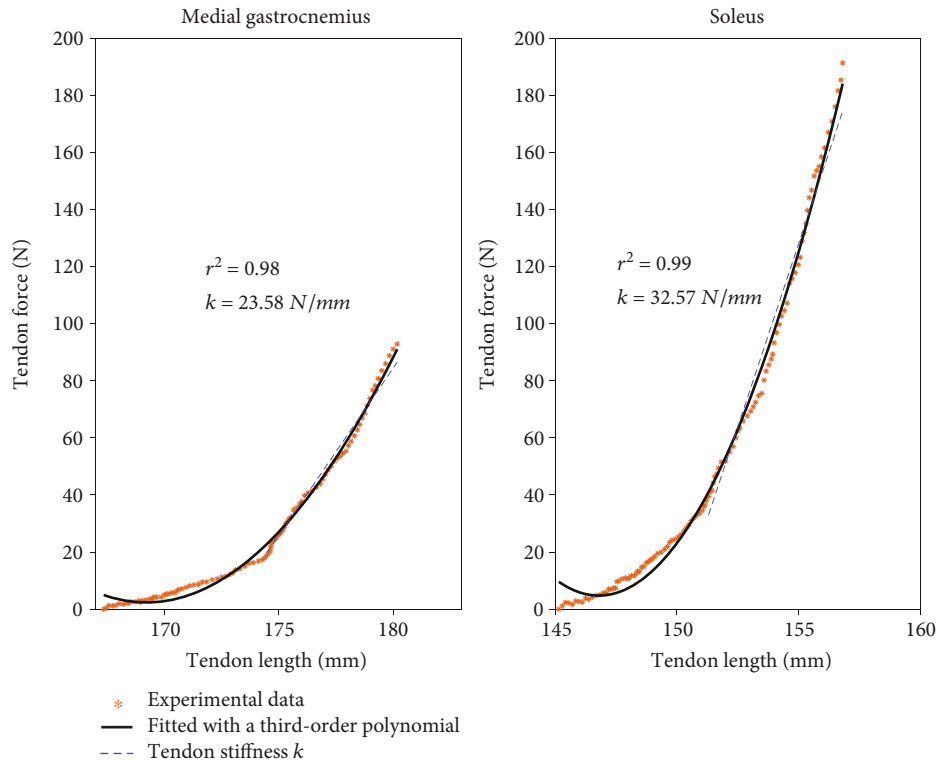 Medial gastrocnemius
200
180
160
140
120
100
80
60
40
20
0
Tendon force (N)
r² = 0.98
k = 23.58 N/mm
170
175
180
Tendon length (mm)
Soleus
200
180
160
140
120
100
80
60
40
20
0
Tendon force (N)
r² = 0.99
k = 32.57 N/mm
145
150
155
160
Tendon length (mm)
Experimental data
Fitted with a third-order polynomial
Tendon stiffness k